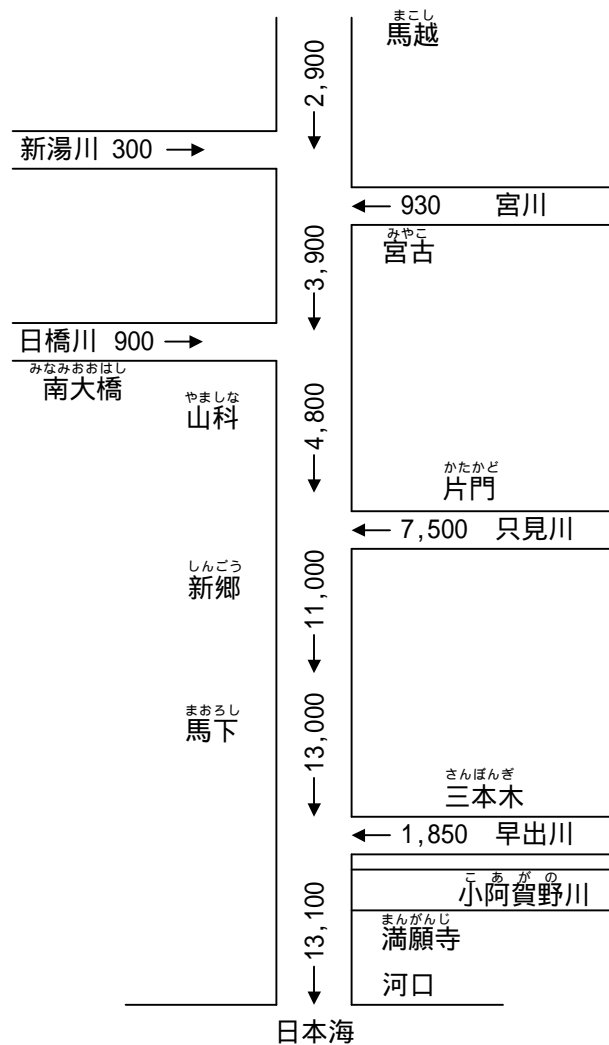 まこし
馬越
2,900
新湯川 300
930 宮川
みやこ
宮古
3,900
日橋川 900
みなみおおはし
南大橋
やましな
山科
4,800
かたかど
片門
7,500 只見川
しんごう
新郷
11,000
まおろし
馬下
13,000
さんぼんぎ
三本木
1,850 早出川
こあがの
小阿賀野川
まんがんじ
満願寺
13,100
河口
日本海